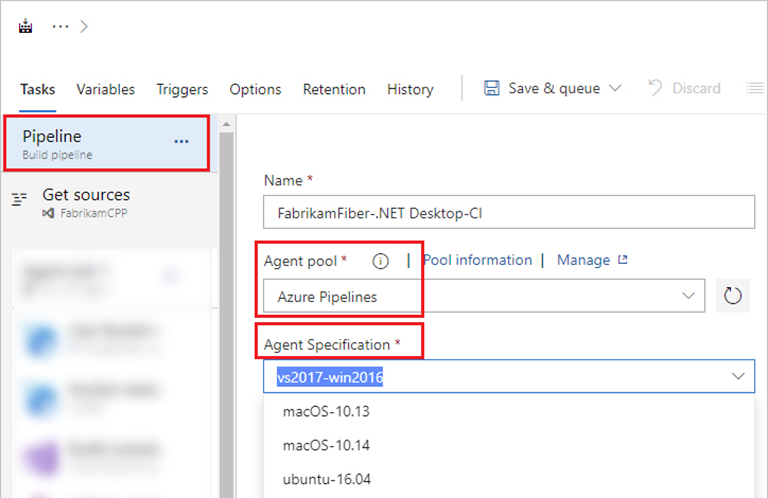 Tasks Variables Triggers Options Retention History Save & queue Discard
Pipeline
Build pipeline
Get sources
FabrikamCPP
Name *
FabrikamFiber-.NET Desktop-CI
Agent pool * | Pool information | Manage
Azure Pipelines
Agent Specification *
vs2017-win2016
macOS-10.13
macOS-10.14
ubuntu-16.04